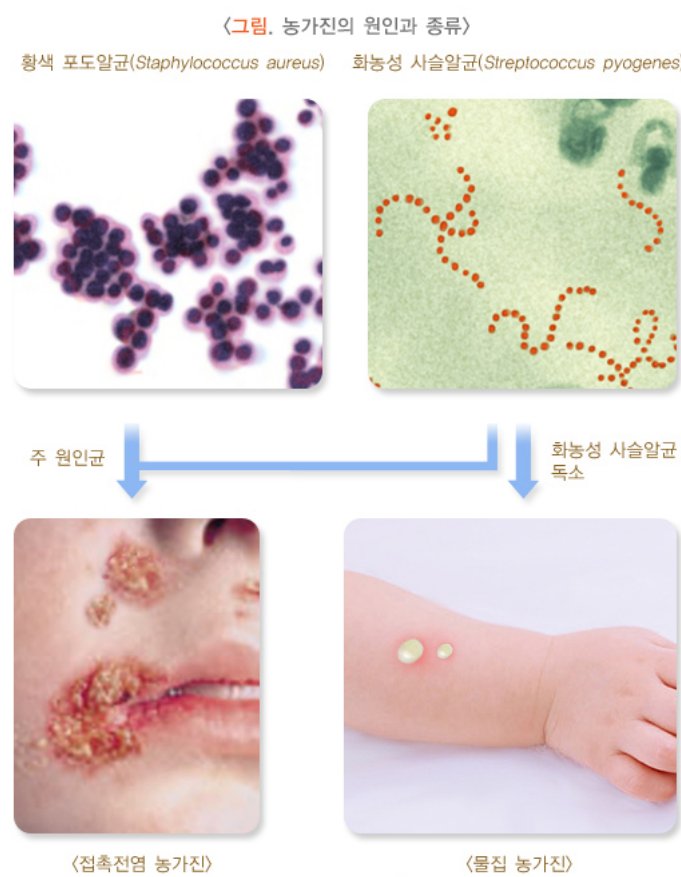 <그림. 농가진의 원인과 종류>
황색 포도알균(Staphylococcus aureus)
화농성 사슬알균(Streptococcus pyogenes)
주 원인균
화농성 사슬알균
독소
<접촉전염 농가진>
<물집 농가진>